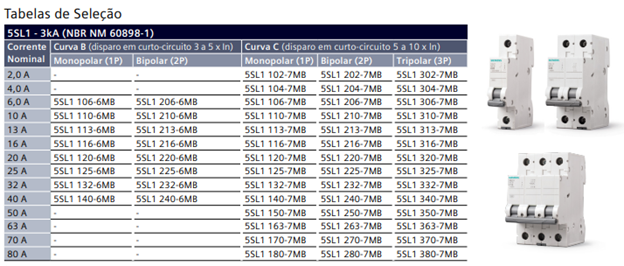 Tabelas de Seleção
5SL1 - 3kA (NBR NM 60898-1)
Corrente Nominal Curva B (disparo em curto-circuito 3 a 5 x In) Curva C (disparo em curto-circuito 5 a 10 x In)
Monopolar (1P) Bipolar (2P) Monopolar (1P) Bipolar (2P) Tripolar (3P)
2,0 A - - 5SL1 102-7MB 5SL1 202-7MB 5SL1 302-7MB
4,0 A - - 5SL1 104-7MB 5SL1 204-7MB 5SL1 304-7MB
6,0 A 5SL1 106-6MB 5SL1 206-6MB 5SL1 106-7MB 5SL1 206-7MB 5SL1 306-7MB
10 A 5SL1 110-6MB 5SL1 210-6MB 5SL1 110-7MB 5SL1 210-7MB 5SL1 310-7MB
13 A 5SL1 113-6MB 5SL1 213-6MB 5SL1 113-7MB 5SL1 213-7MB 5SL1 313-7MB
16 A 5SL1 116-6MB 5SL1 216-6MB 5SL1 116-7MB 5SL1 216-7MB 5SL1 316-7MB
20 A 5SL1 120-6MB 5SL1 220-6MB 5SL1 120-7MB 5SL1 220-7MB 5SL1 320-7MB
25 A 5SL1 125-6MB 5SL1 225-6MB 5SL1 125-7MB 5SL1 225-7MB 5SL1 325-7MB
32 A 5SL1 132-6MB 5SL1 232-6MB 5SL1 132-7MB 5SL1 232-7MB 5SL1 332-7MB
40 A 5SL1 140-6MB 5SL1 240-6MB 5SL1 140-7MB 5SL1 240-7MB 5SL1 340-7MB
50 A - - 5SL1 150-7MB 5SL1 250-7MB 5SL1 350-7MB
63 A - - 5SL1 163-7MB 5SL1 263-7MB 5SL1 363-7MB
70 A - - 5SL1 170-7MB 5SL1 270-7MB 5SL1 370-7MB
80 A - - 5SL1 180-7MB 5SL1 280-7MB 5SL1 380-7MB